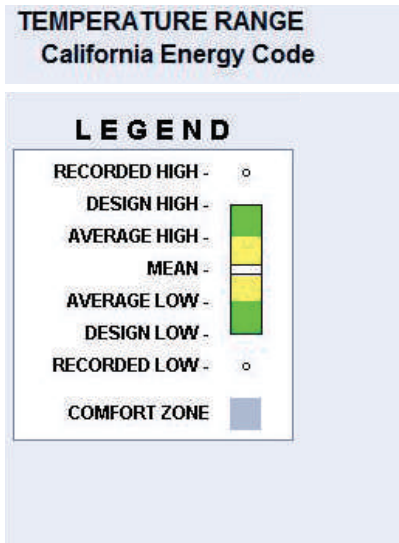 TEMPERATURE RANGE
California Energy Code
LEGEND
RECORDED HIGH -
DESIGN HIGH -
AVERAGE HIGH -
MEAN -
AVERAGE LOW -
DESIGN LOW -
RECORDED LOW -
COMFORT ZONE